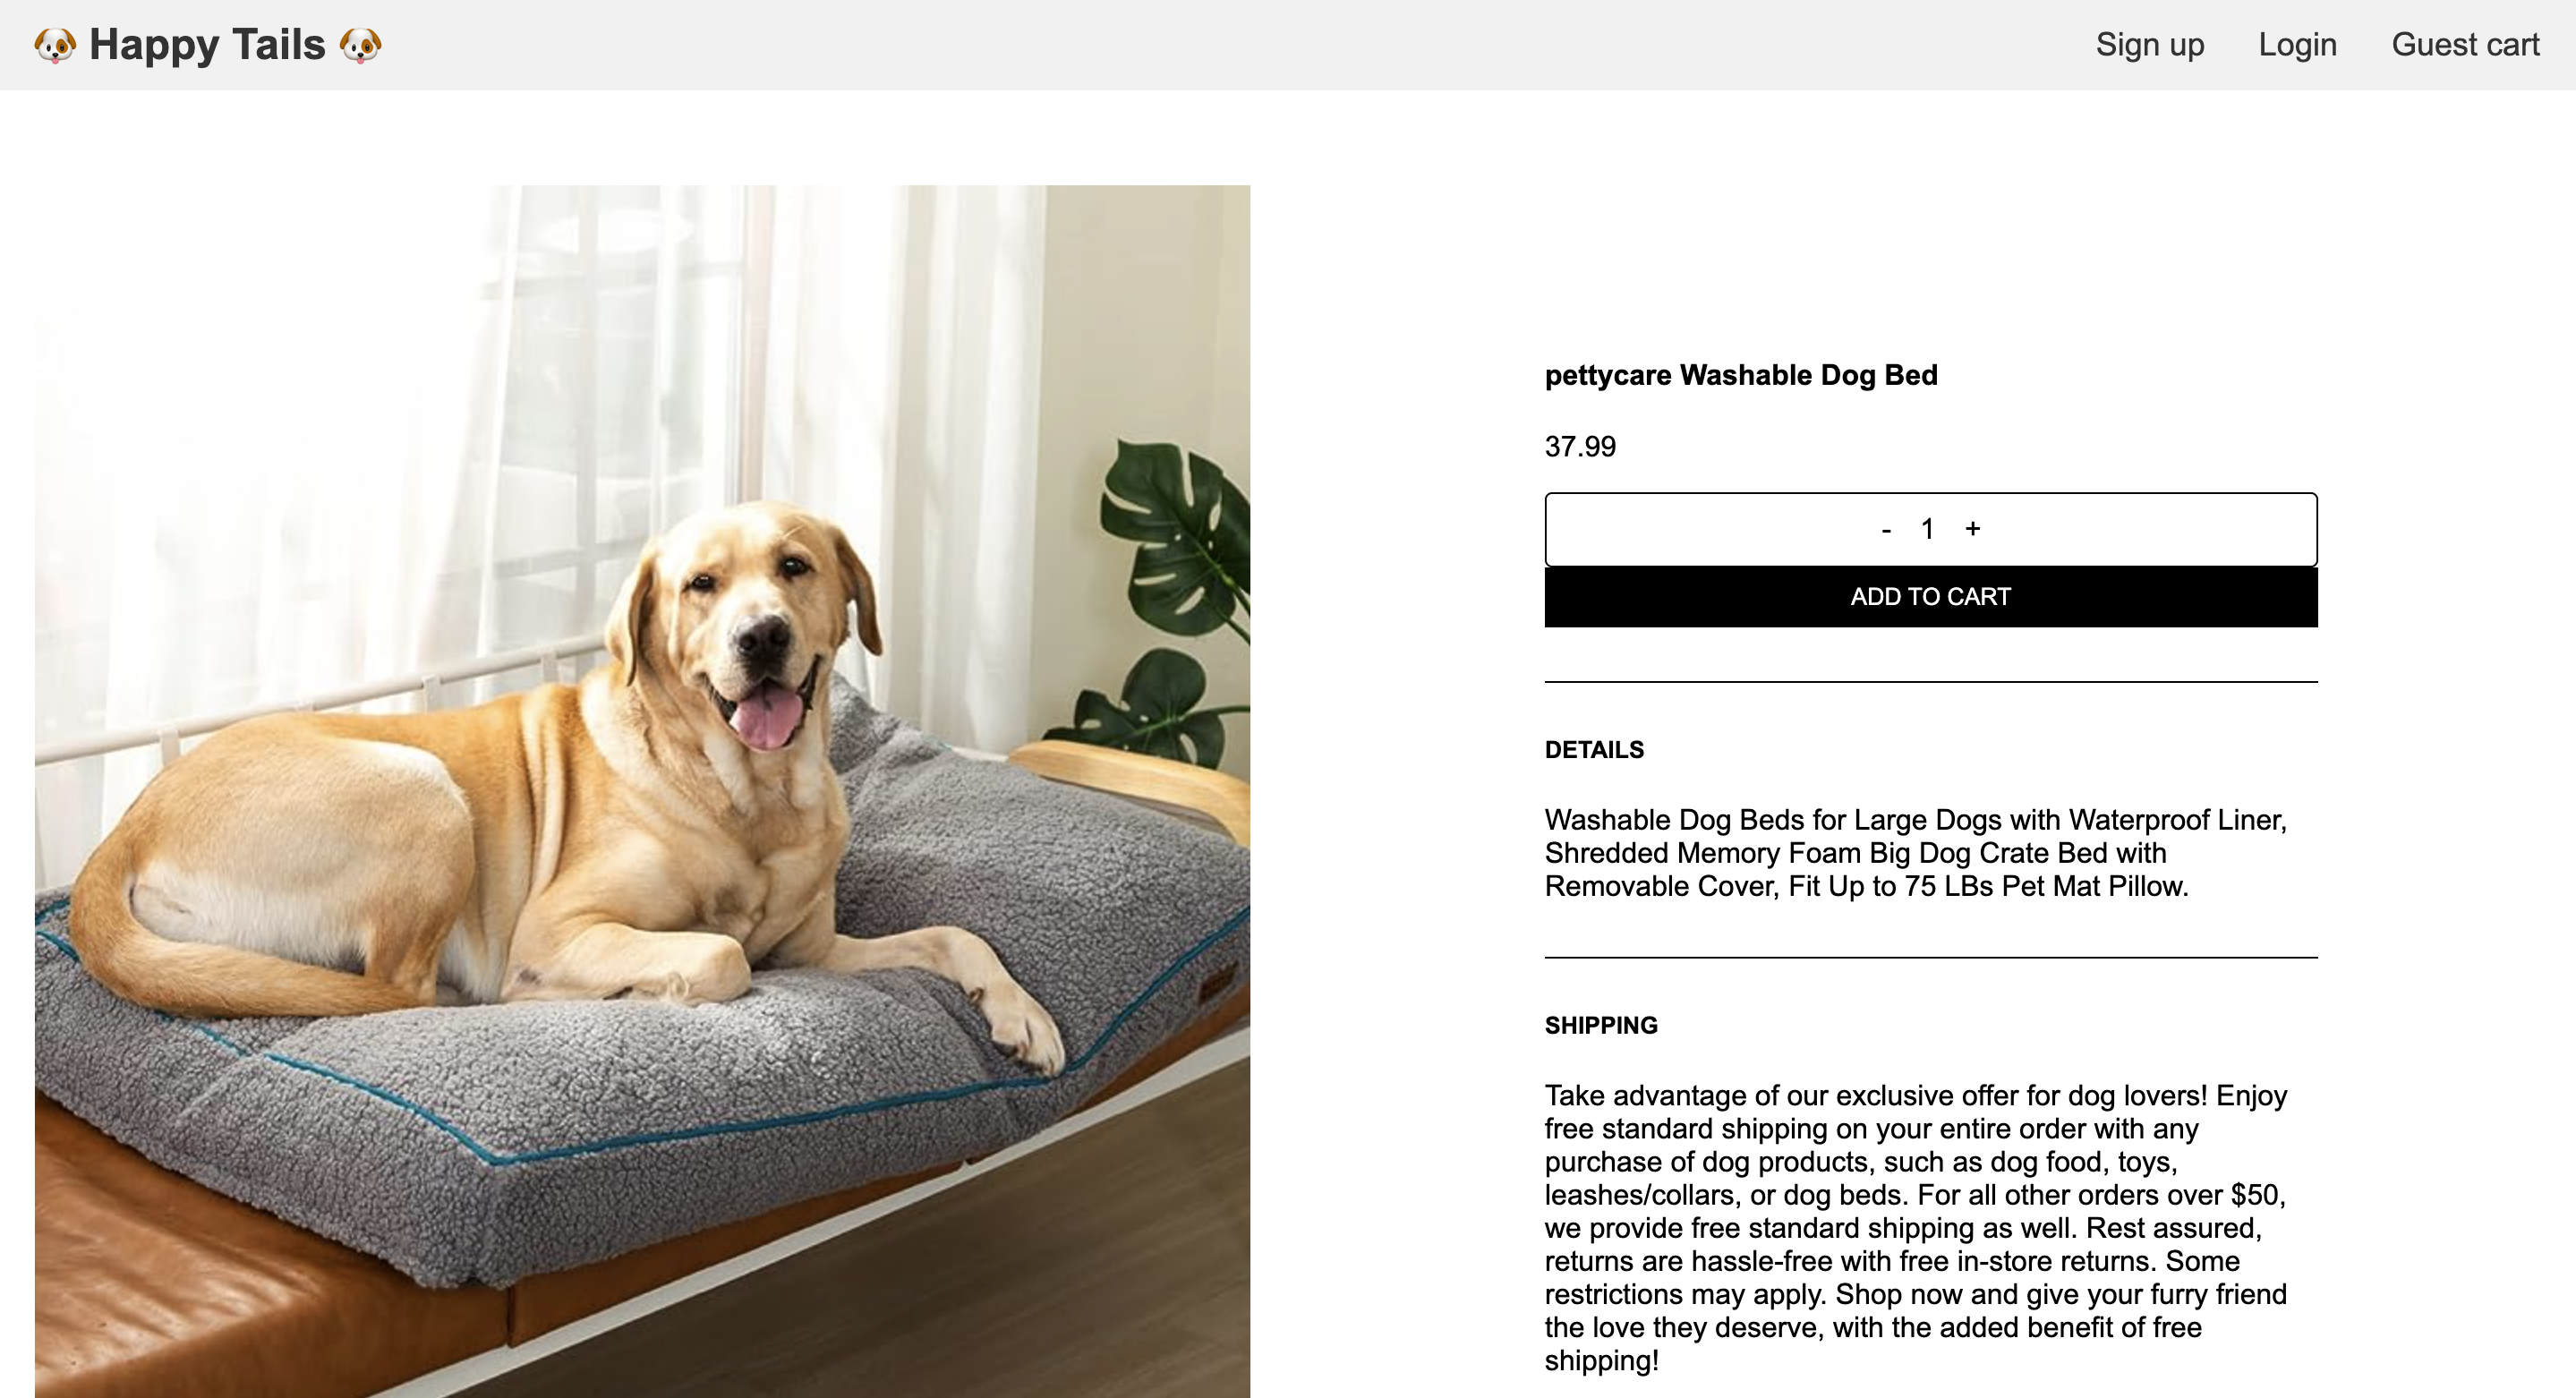 🐶 Happy Tails 🐶
Sign up Login Guest cart
pettycare Washable Dog Bed
37.99
- 1 +
ADD TO CART
DETAILS
Washable Dog Beds for Large Dogs with Waterproof Liner,
Shredded Memory Foam Big Dog Crate Bed with
Removable Cover, Fit Up to 75 LBs Pet Mat Pillow.
SHIPPING
Take advantage of our exclusive offer for dog lovers! Enjoy
free standard shipping on your entire order with any
purchase of dog products, such as dog food, toys,
leashes/collars, or dog beds. For all other orders over $50,
we provide free standard shipping as well. Rest assured,
returns are hassle-free with free in-store returns. Some
restrictions may apply. Shop now and give your furry friend
the love they deserve, with the added benefit of free
shipping!